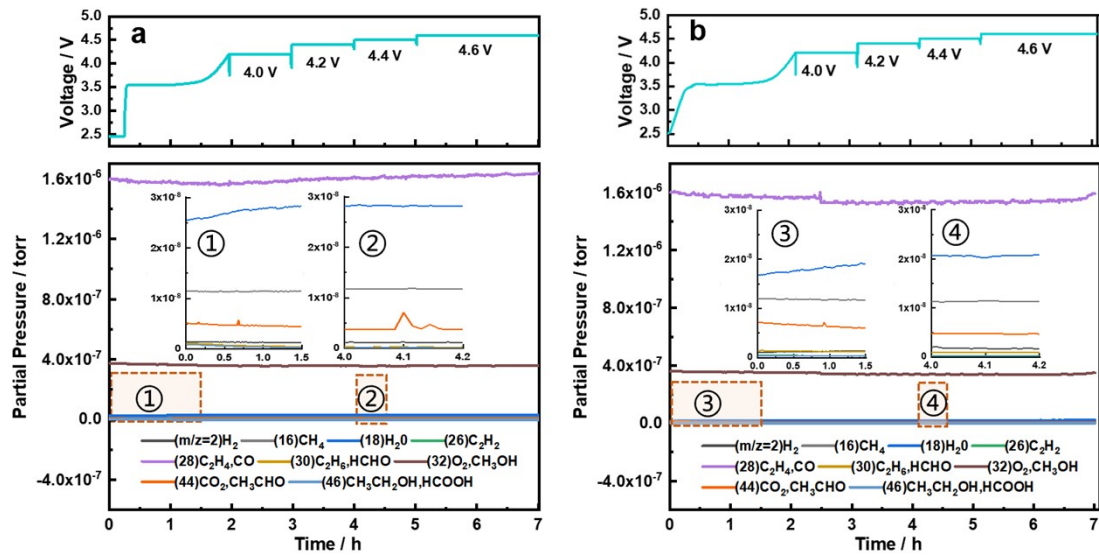 a
Voltage / V
5.0
4.5
4.0
3.5
3.0
2.5
4.0 V
4.2 V
4.4 V
4.6 V
Partial Pressure / torr
1.6x10⁻⁶
1.2x10⁻⁶
8.0x10⁻⁷
4.0x10⁻⁷
0.0
-4.0x10⁻⁷
3x10⁻⁸
2x10⁻⁸
1x10⁻⁸
0
①
0.0 0.5 1.0 1.5
3x10⁻⁸
2x10⁻⁸
1x10⁻⁸
0
②
4.0 4.1 4.2
①
②
(m/z=2)H₂ (16)CH₄ (18)H₂0 (26)C₂H₂
(28)C₂H₄,CO (30)C₂H₆,HCHO (32)O₂,CH₃OH
(44)CO₂,CH₃CHO (46)CH₃CH₂OH,HCOOH
0 1 2 3 4 5 6 7
Time / h
b
Voltage / V
5.0
4.5
4.0
3.5
3.0
2.5
4.0 V
4.2 V
4.4 V
4.6 V
Partial Pressure / torr
1.6x10⁻⁶
1.2x10⁻⁶
8.0x10⁻⁷
4.0x10⁻⁷
0.0
-4.0x10⁻⁷
3x10⁻⁸
2x10⁻⁸
1x10⁻⁸
0
③
0.0 0.5 1.0 1.5
3x10⁻⁸
2x10⁻⁸
1x10⁻⁸
0
④
4.0 4.1 4.2
③
④
(m/z=2)H₂ (16)CH₄ (18)H₂0 (26)C₂H₂
(28)C₂H₄,CO (30)C₂H₆,HCHO (32)O₂,CH₃OH
(44)CO₂,CH₃CHO (46)CH₃CH₂OH,HCOOH
0 1 2 3 4 5 6 7
Time / h